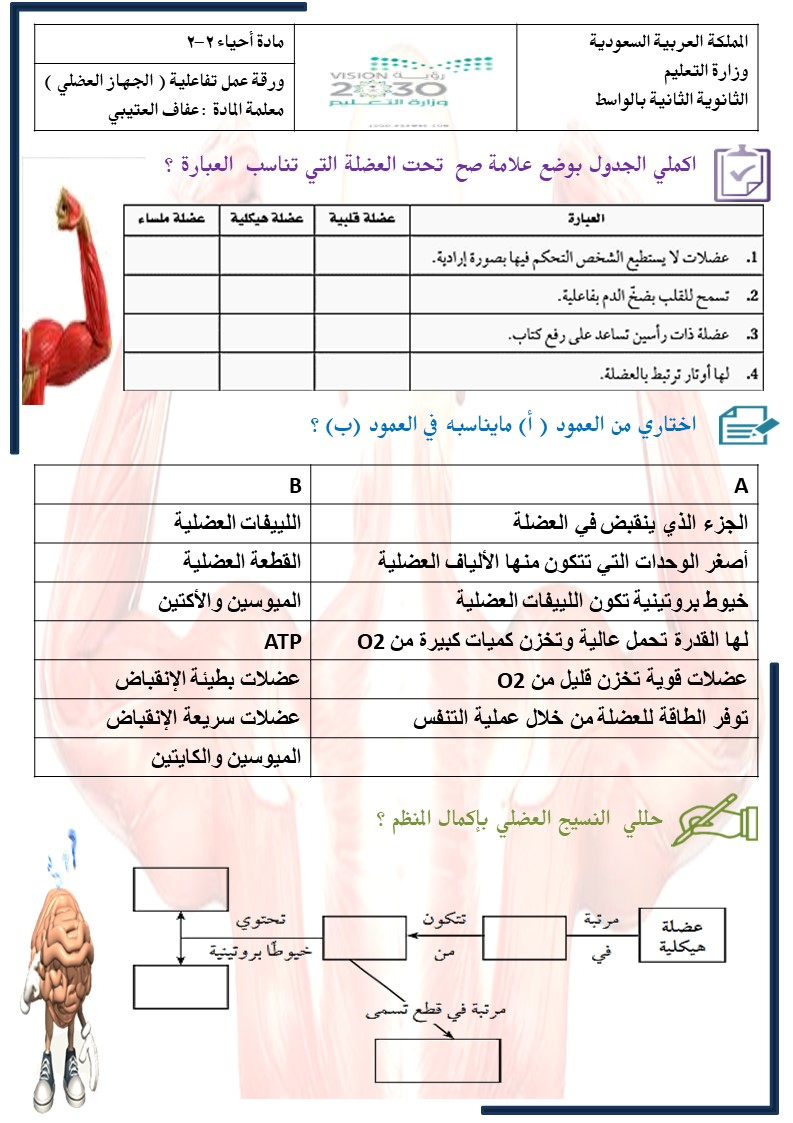 المملكة العربية السعودية
وزارة التعليم
الثانوية الثانية بالواسط
VISION رؤيـة
2030
وزارة التعـليـم
مادة أحياء ٢-٢
ورقة عمل تفاعلية ( الجهاز العضلي )
معلمة المادة : عفاف العتيبي
اكملي الجدول بوضع علامة صح تحت العضلة التي تناسب العبارة ؟
العبارة عضلة قلبية عضلة هيكلية عضلة ملساء
1. عضلات لا يستطيع الشخص التحكم فيها بصورة إرادية.
2. تسمح للقلب بضخّ الدم بفاعلية.
3. عضلة ذات رأسين تساعد على رفع كتاب.
4. لها أوتار ترتبط بالعضلة.
اختاري من العمود ( أ) مايناسبه في العمود (ب) ؟
A B
الجزء الذي ينقبض في العضلة اللييفات العضلية
أصغر الوحدات التي تتكون منها الألياف العضلية القطعة العضلية
خيوط بروتينية تكون اللييفات العضلية الميوسين والأكتين
لها القدرة تحمل عالية وتخزن كميات كبيرة من O2 ATP
عضلات قوية تخزن قليل من O2 عضلات بطيئة الإنقباض
توفر الطاقة للعضلة من خلال عملية التنفس عضلات سريعة الإنقباض
الميوسين والكايتين
حللي النسيج العضلي بإكمال المنظم ؟
عضلة
هيكلية
مرتبة
في
تتكون
من
تحتوي
خيوطًا بروتينية
مرتبة في قطع تسمى